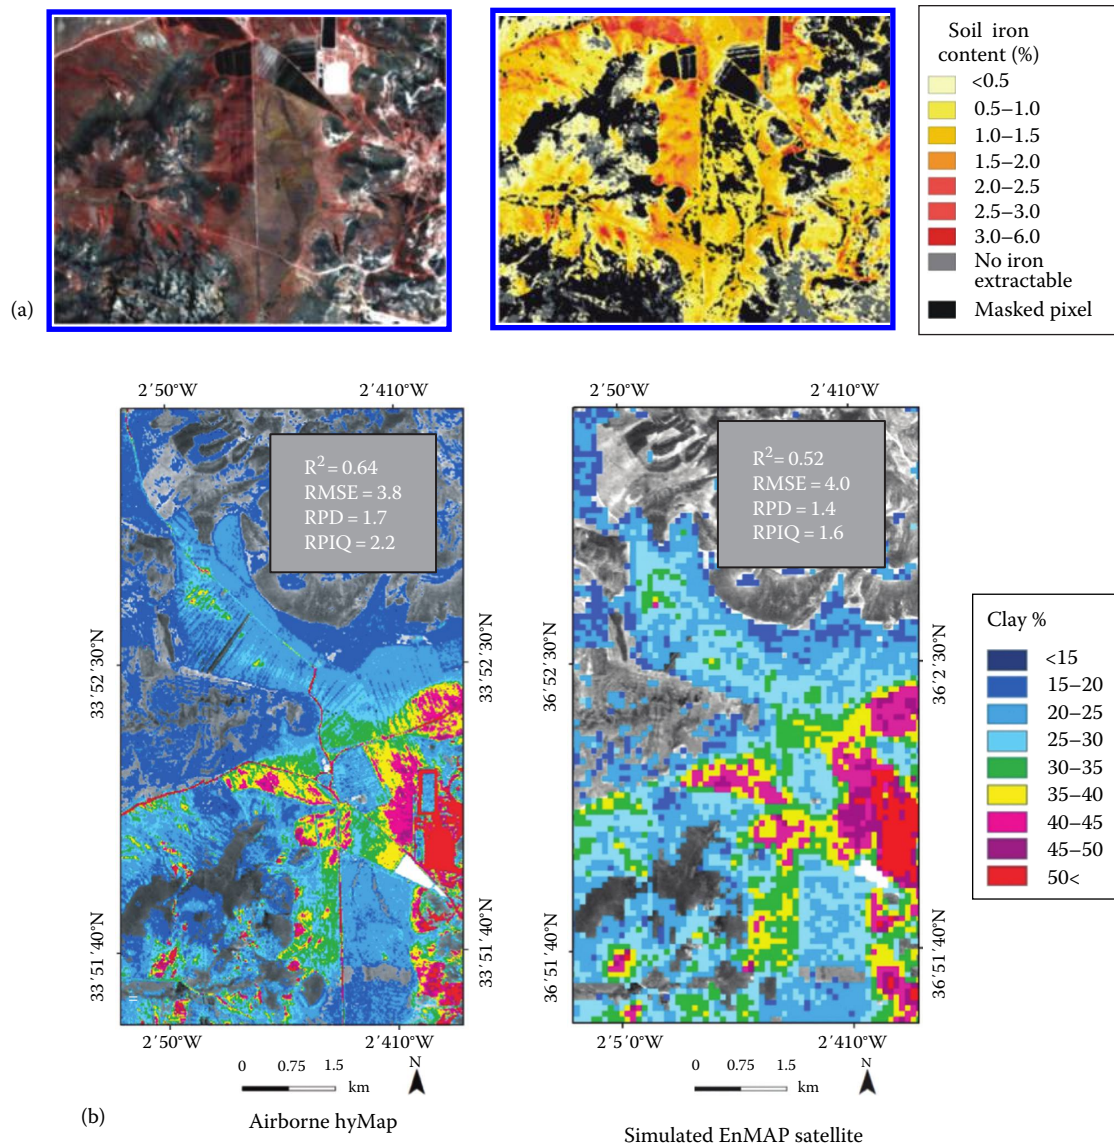 Soil iron
content (%)
<0.5
0.5–1.0
1.0–1.5
1.5–2.0
2.0–2.5
2.5–3.0
3.0–6.0
No iron
extractable
Masked pixel
(a)
2´50°W
2´410°W
2´50°W
2´410°W
R2 = 0.64
RMSE = 3.8
RPD = 1.7
RPIQ = 2.2
R2 = 0.52
RMSE = 4.0
RPD = 1.4
RPIQ = 1.6
33´52´30°N
33´52´30°N
36´52´30°N
36´2´30°N
Clay %
<15
15–20
20–25
25–30
30–35
35–40
40–45
45–50
50<
33´51´40°N
33´51´40°N
36´51´40°N
36´51´40°N
2´50°W
2´410°W
2´5´0°W
2´410°W
0 0.75 1.5
km
N
0 0.75 1.5
km
N
(b)
Airborne hyMap
Simulated EnMAP satellite